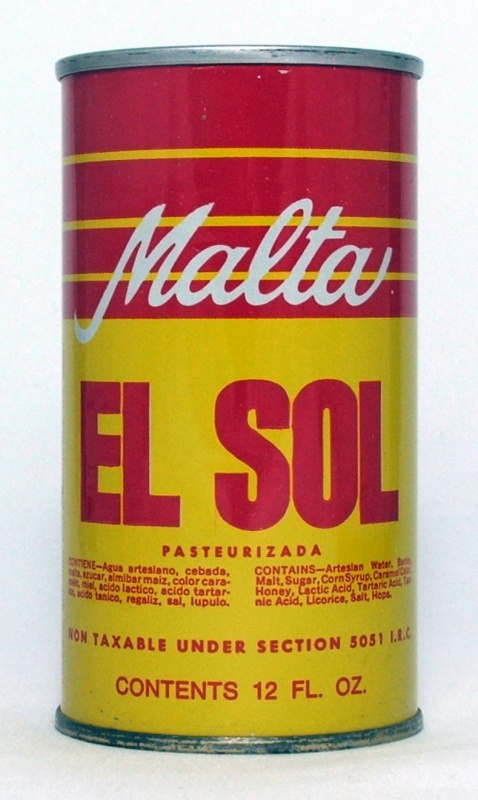 Malta
EL SOL
PASTEURIZADA
CONTIENE—Agua artesiano, cebada,
malta, azucar, almibar maiz, color cara-
melo, miel, acido lactico, acido tartar-
acido tanico, regaliz, sal, lupulo.
CONTAINS—Artesian Water, Barley,
Malt, Sugar, Corn Syrup, Caramel Color,
Honey, Lactic Acid, Tartaric Acid, Tan-
nic Acid, Licorice, Salt, Hops.
NON TAXABLE UNDER SECTION 5051 I.R.C.
CONTENTS 12 FL. OZ.